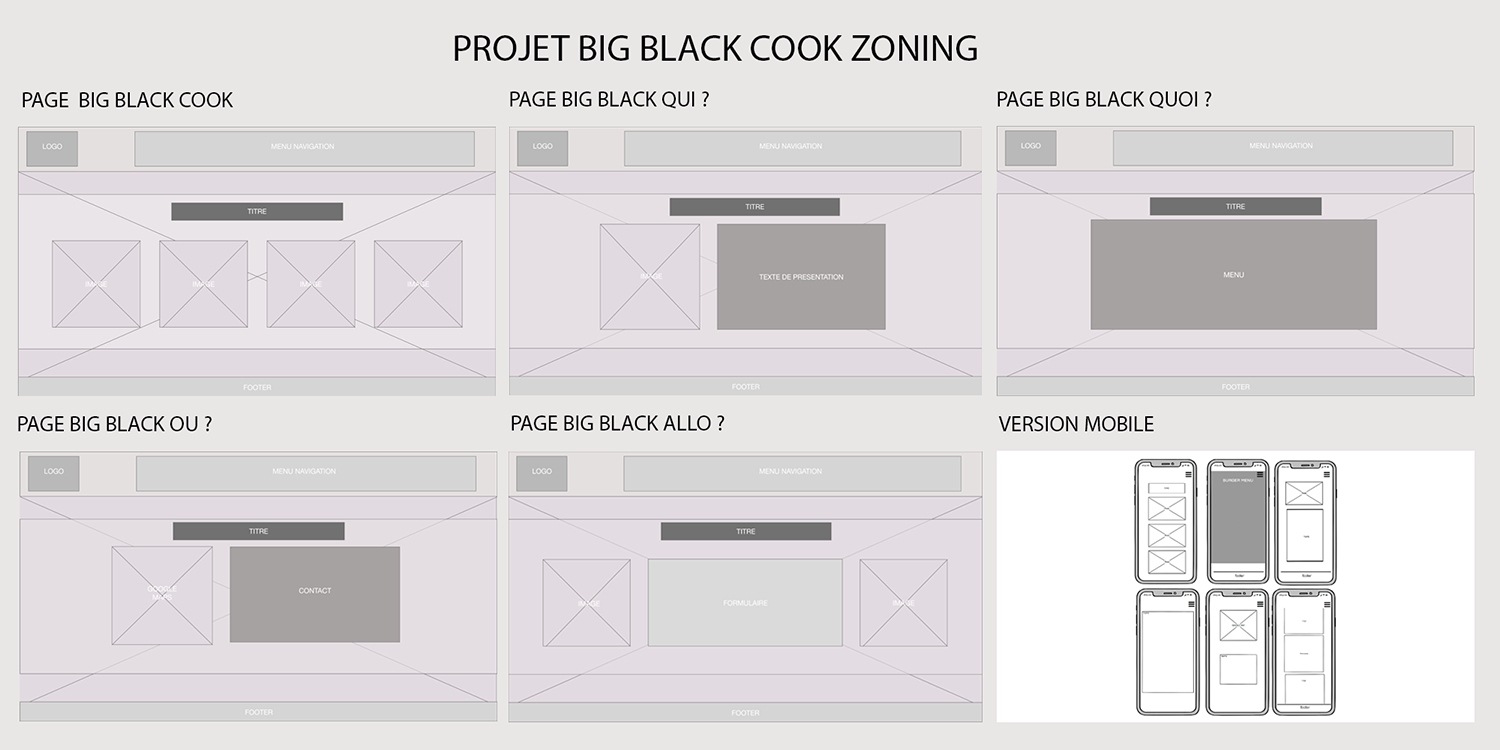 PROJET BIG BLACK COOK ZONING
PAGE BIG BLACK COOK
LOGO
MENU NAVIGATION
TITRE
IMAGE
IMAGE
IMAGE
IMAGE
FOOTER
PAGE BIG BLACK QUI ?
LOGO
MENU NAVIGATION
TITRE
IMAGE
TEXTE DE PRESENTATION
FOOTER
PAGE BIG BLACK QUOI ?
LOGO
MENU NAVIGATION
TITRE
MENU
FOOTER
PAGE BIG BLACK OU ?
LOGO
MENU NAVIGATION
TITRE
GOOGLE
MAPS
CONTACT
FOOTER
PAGE BIG BLACK ALLO ?
LOGO
MENU NAVIGATION
TITRE
IMAGE
FORMULAIRE
IMAGE
FOOTER
VERSION MOBILE
BURGER MENU
footer
footer
footer